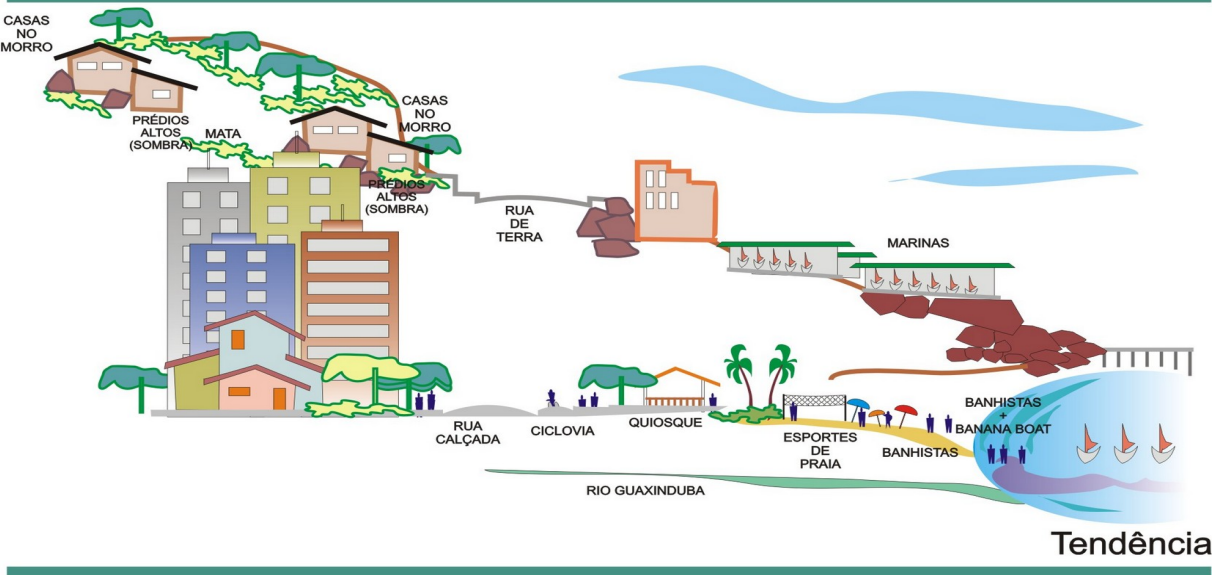 CASAS
NO
MORRO
PRÉDIOS
ALTOS
(SOMBRA)
MATA
CASAS
NO
MORRO
PRÉDIOS
ALTOS
(SOMBRA)
RUA
DE
TERRA
MARINAS
RUA
CALÇADA
CICLOVIA
QUIOSQUE
ESPORTES
DE
PRAIA
BANHISTAS
BANHISTAS
+
BANANA BOAT
RIO GUAXINDUBA
Tendência